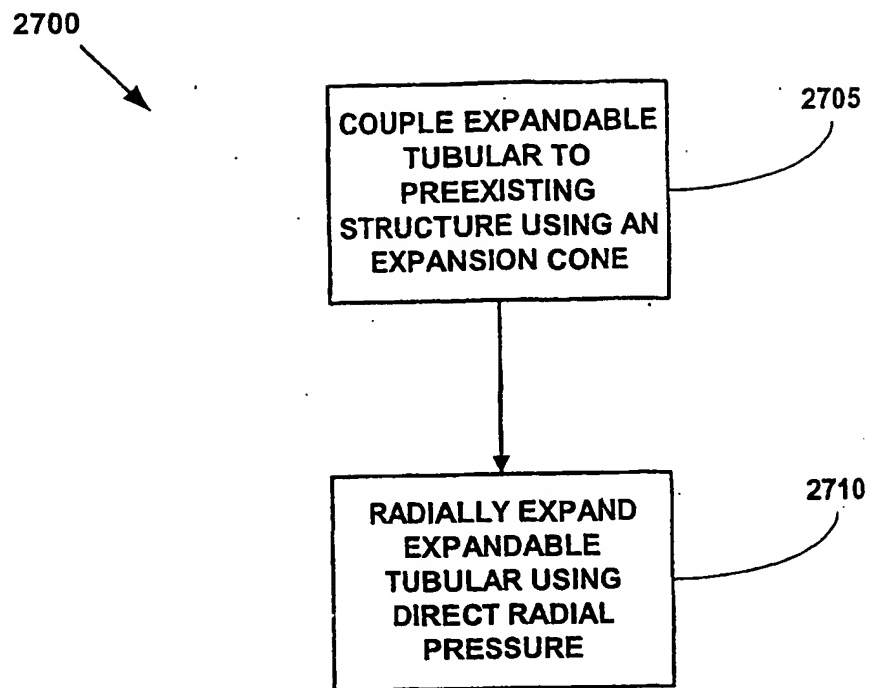 2700
2705
COUPLE EXPANDABLE
TUBULAR TO
PREEXISTING
STRUCTURE USING AN
EXPANSION CONE
2710
RADIALLY EXPAND
EXPANDABLE
TUBULAR USING
DIRECT RADIAL
PRESSURE